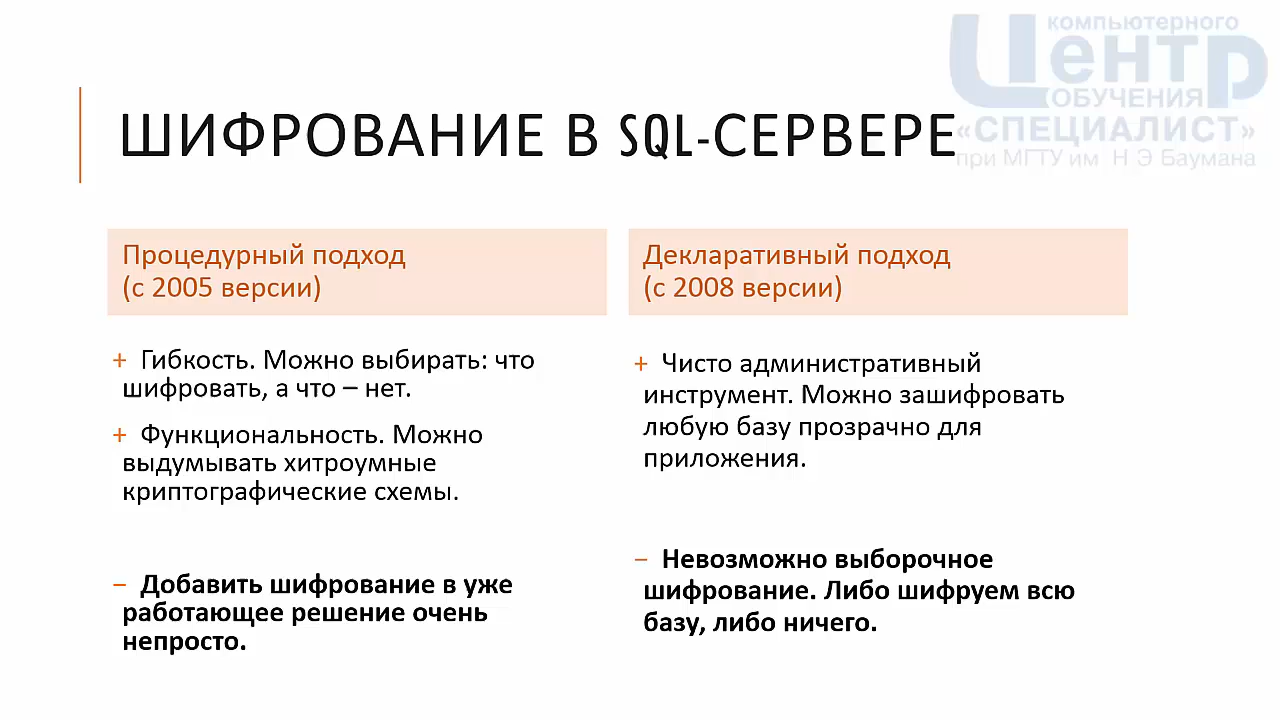 компьютерного
Центр
ОБУЧЕНИЯ
«СПЕЦИАЛИСТ»
при МГТУ им Н Э Баумана
ШИФРОВАНИЕ В SQL-СЕРВЕРЕ
Процедурный подход
(с 2005 версии)
+ Гибкость. Можно выбирать: что
шифровать, а что – нет.
+ Функциональность. Можно
выдумывать хитроумные
криптографические схемы.
− Добавить шифрование в уже
работающее решение очень
непросто.
Декларативный подход
(с 2008 версии)
+ Чисто административный
инструмент. Можно зашифровать
любую базу прозрачно для
приложения.
− Невозможно выборочное
шифрование. Либо шифруем всю
базу, либо ничего.